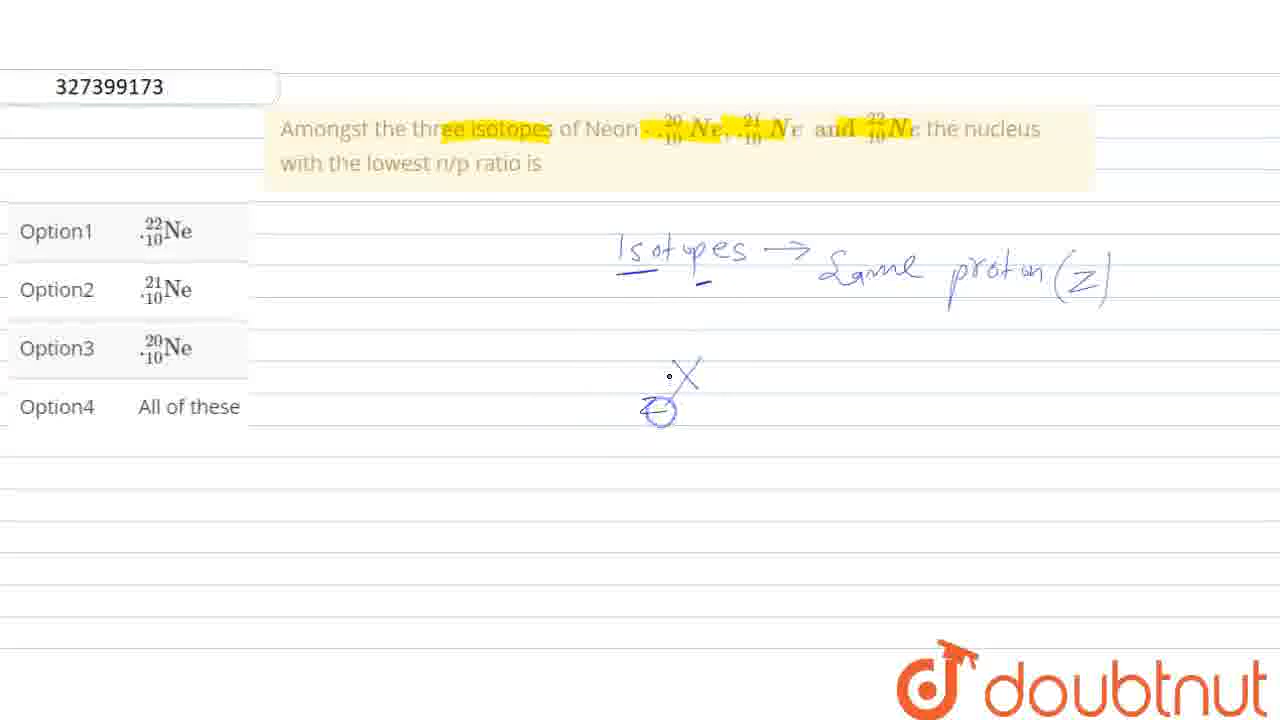 327399173
Amongst the three isotopes of Neon - .²⁰₁₀Ne, .²¹₁₀Ne and .²²₁₀Ne the nucleus
with the lowest n/p ratio is
Option1 .²²₁₀Ne
Option2 .²¹₁₀Ne
Option3 .²⁰₁₀Ne
Option4 All of these
Isotopes → Same proton (Z)
X
Z
doubtnut